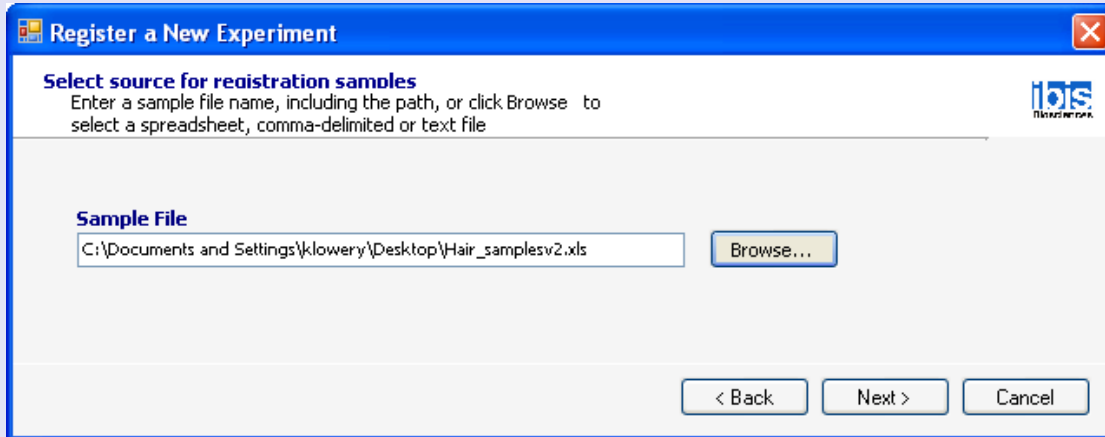 Register a New Experiment
Select source for registration samples
Enter a sample file name, including the path, or click Browse to
select a spreadsheet, comma-delimited or text file
ibis
Biosciences
Sample File
C:\Documents and Settings\klowery\Desktop\Hair_samplesv2.xls
Browse...
< Back
Next >
Cancel